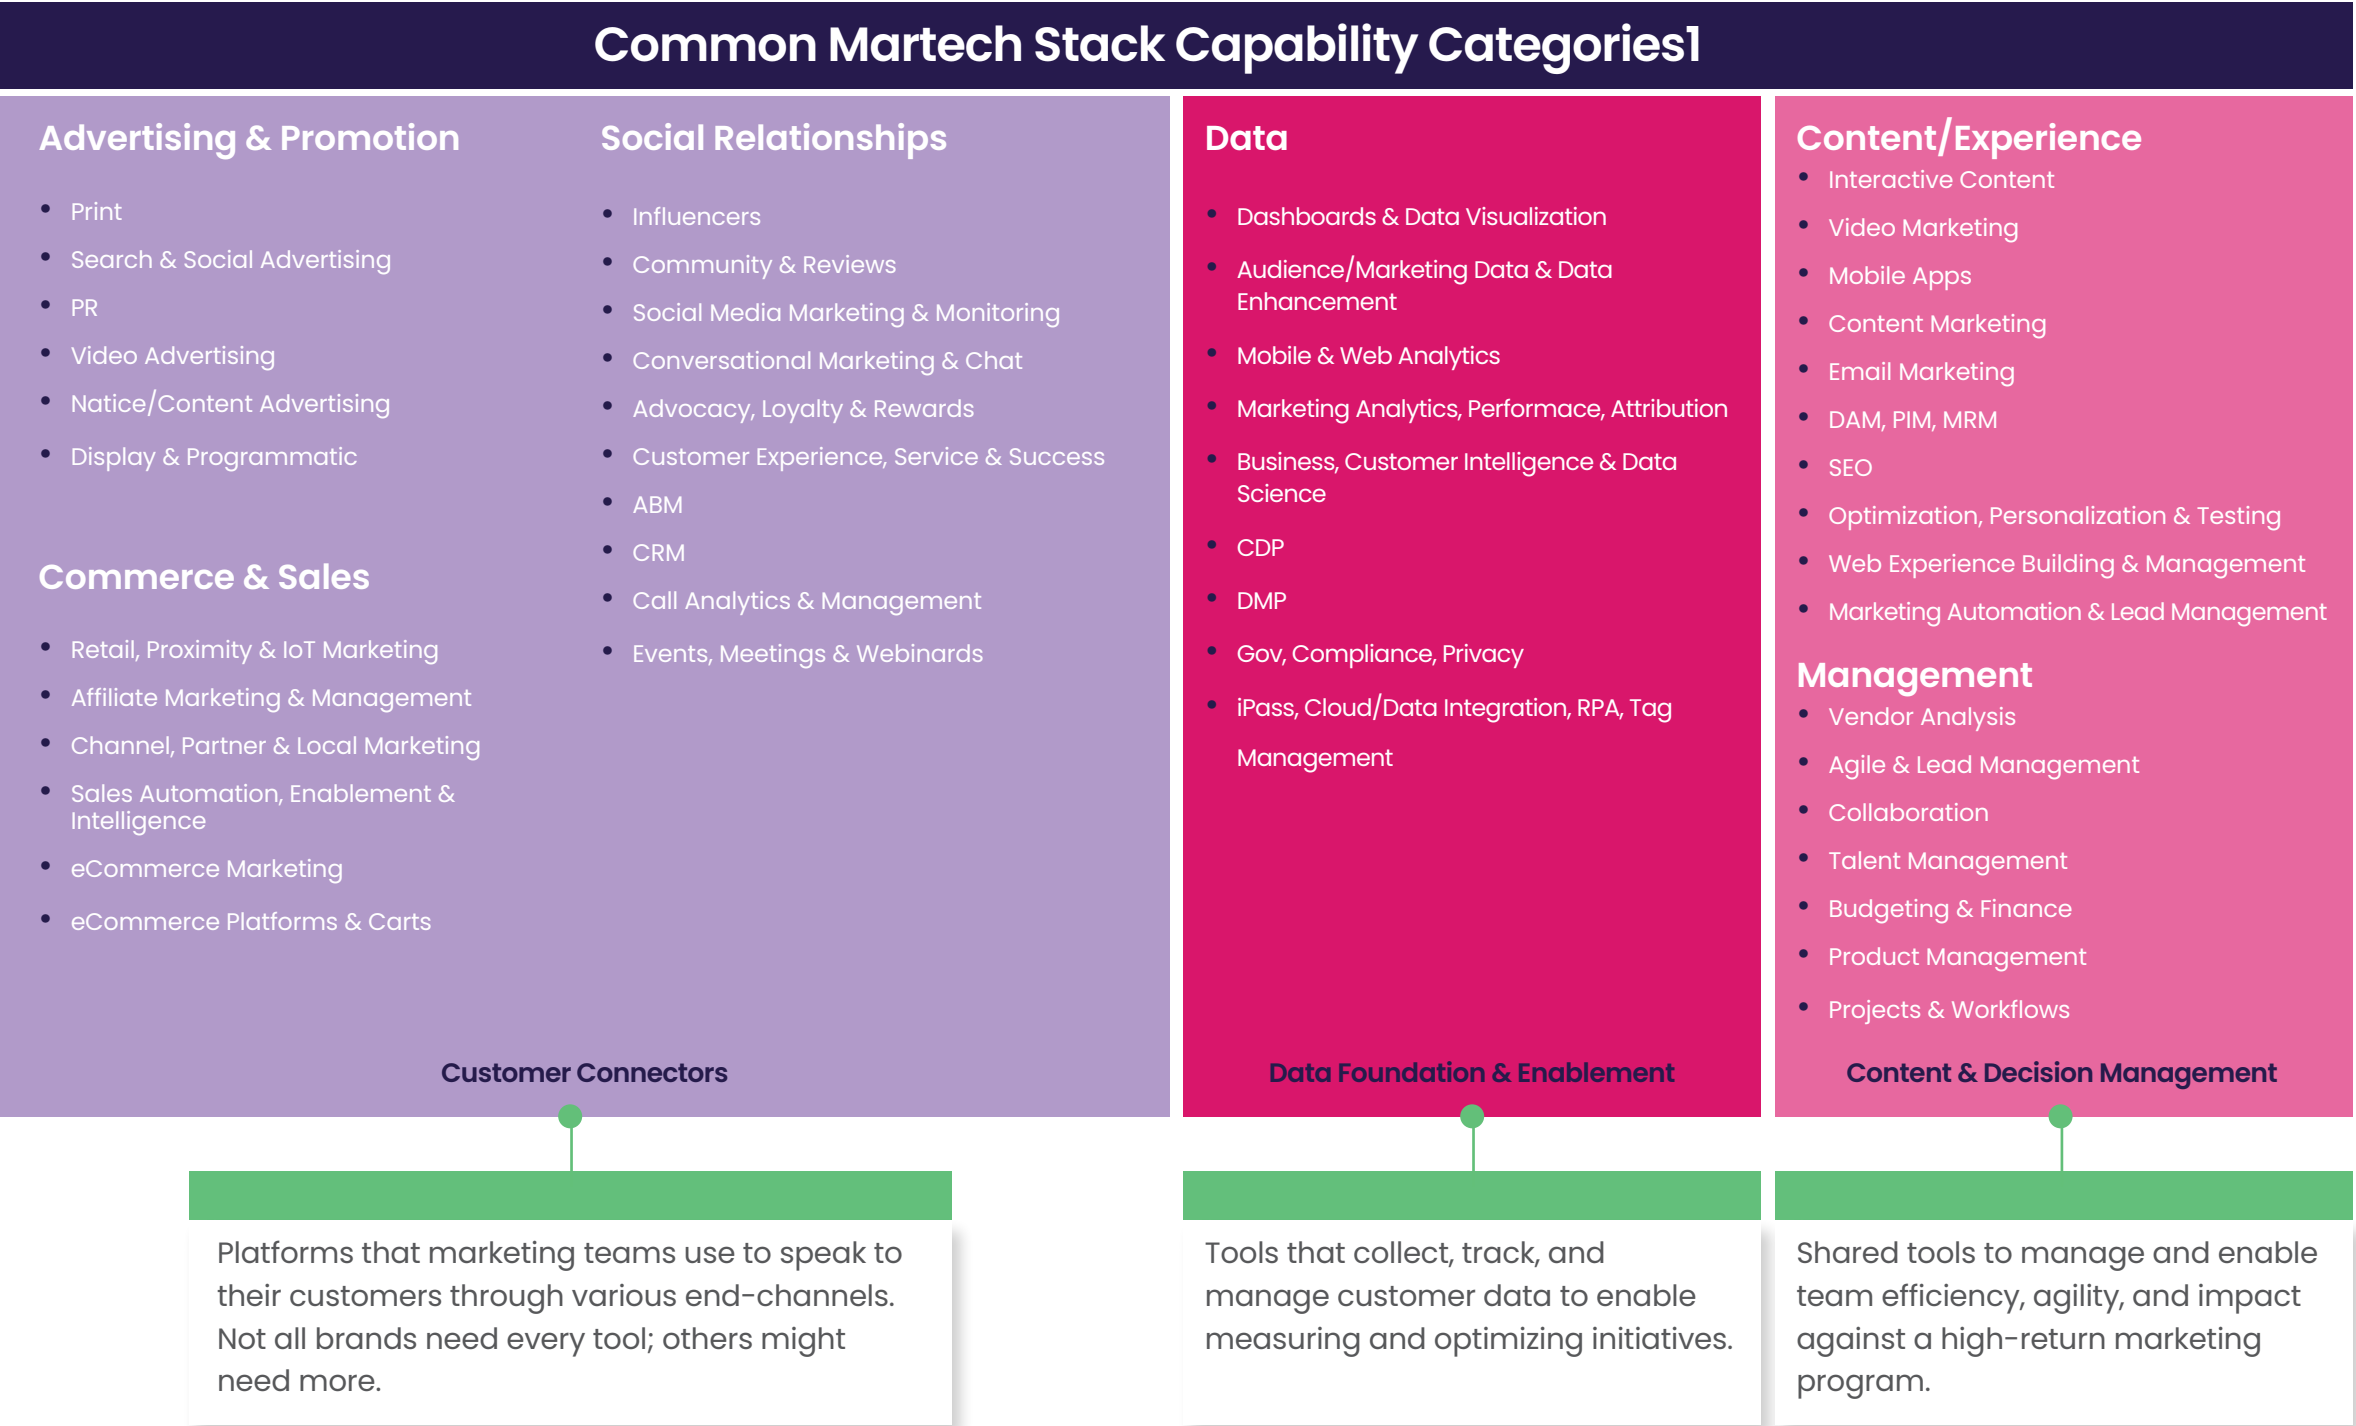 Common Martech Stack Capability Categories1
Advertising & Promotion
• Print
• Search & Social Advertising
• PR
• Video Advertising
• Natice/Content Advertising
• Display & Programmatic
Commerce & Sales
• Retail, Proximity & IoT Marketing
• Affiliate Marketing & Management
• Channel, Partner & Local Marketing
• Sales Automation, Enablement &
Intelligence
• eCommerce Marketing
• eCommerce Platforms & Carts
Social Relationships
• Influencers
• Community & Reviews
• Social Media Marketing & Monitoring
• Conversational Marketing & Chat
• Advocacy, Loyalty & Rewards
• Customer Experience, Service & Success
• ABM
• CRM
• Call Analytics & Management
• Events, Meetings & Webinards
Customer Connectors
Data
• Dashboards & Data Visualization
• Audience/Marketing Data & Data
Enhancement
• Mobile & Web Analytics
• Marketing Analytics, Performace, Attribution
• Business, Customer Intelligence & Data
Science
• CDP
• DMP
• Gov, Compliance, Privacy
• iPass, Cloud/Data Integration, RPA, Tag
Management
Data Foundation & Enablement
Content/Experience
• Interactive Content
• Video Marketing
• Mobile Apps
• Content Marketing
• Email Marketing
• DAM, PIM, MRM
• SEO
• Optimization, Personalization & Testing
• Web Experience Building & Management
• Marketing Automation & Lead Management
Management
• Vendor Analysis
• Agile & Lead Management
• Collaboration
• Talent Management
• Budgeting & Finance
• Product Management
• Projects & Workflows
Content & Decision Management
Platforms that marketing teams use to speak to
their customers through various end-channels.
Not all brands need every tool; others might
need more.
Tools that collect, track, and
manage customer data to enable
measuring and optimizing initiatives.
Shared tools to manage and enable
team efficiency, agility, and impact
against a high-return marketing
program.